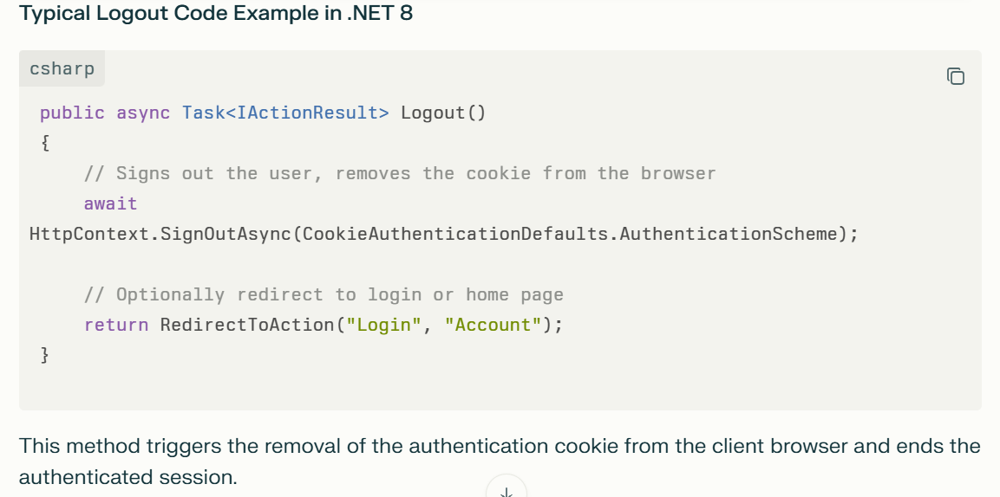 Typical Logout Code Example in .NET 8
csharp
public async Task<IActionResult> Logout()
{
    // Signs out the user, removes the cookie from the browser
    await
HttpContext.SignOutAsync(CookieAuthenticationDefaults.AuthenticationScheme);
    // Optionally redirect to login or home page
    return RedirectToAction("Login", "Account");
}
This method triggers the removal of the authentication cookie from the client browser and ends the
authenticated session.